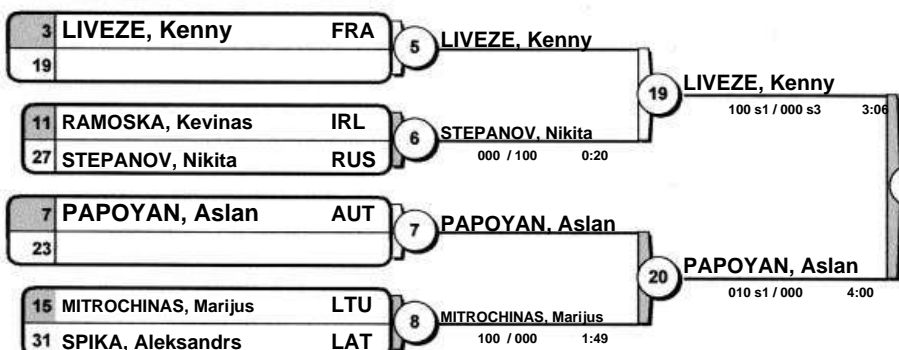 3 LIVEZE, Kenny FRA
19
5
LIVEZE, Kenny
11 RAMOSKA, Kevinas IRL
27 STEPANOV, Nikita RUS
6
STEPANOV, Nikita
000 / 100 0:20
19
LIVEZE, Kenny
100 s1 / 000 s3 3:06
7 PAPOYAN, Aslan AUT
23
7
PAPOYAN, Aslan
15 MITROCHINAS, Marijus LTU
31 SPIKA, Aleksandrs LAT
8
MITROCHINAS, Marijus
100 / 000 1:49
20
PAPOYAN, Aslan
010 s1 / 000 4:00